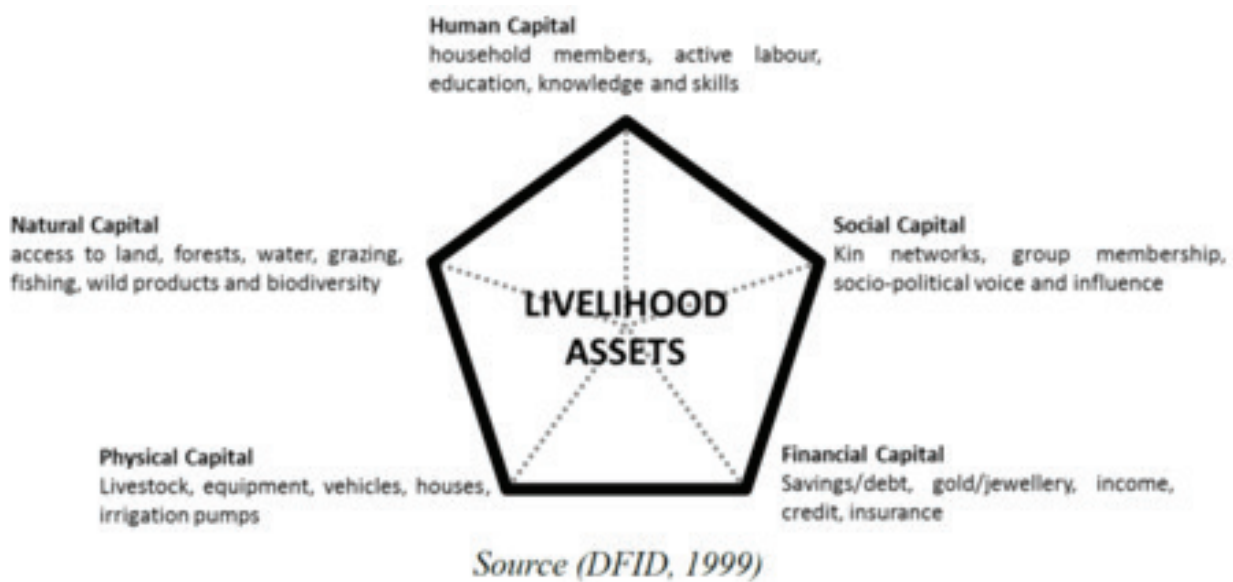 Human Capital
household members, active labour,
education, knowledge and skills
Natural Capital
access to land, forests, water, grazing,
fishing, wild products and biodiversity
Social Capital
Kin networks, group membership,
socio-political voice and influence
LIVELIHOOD
ASSETS
Physical Capital
Livestock, equipment, vehicles, houses,
irrigation pumps
Financial Capital
Savings/debt, gold/jewellery, income,
credit, insurance
Source (DFID, 1999)